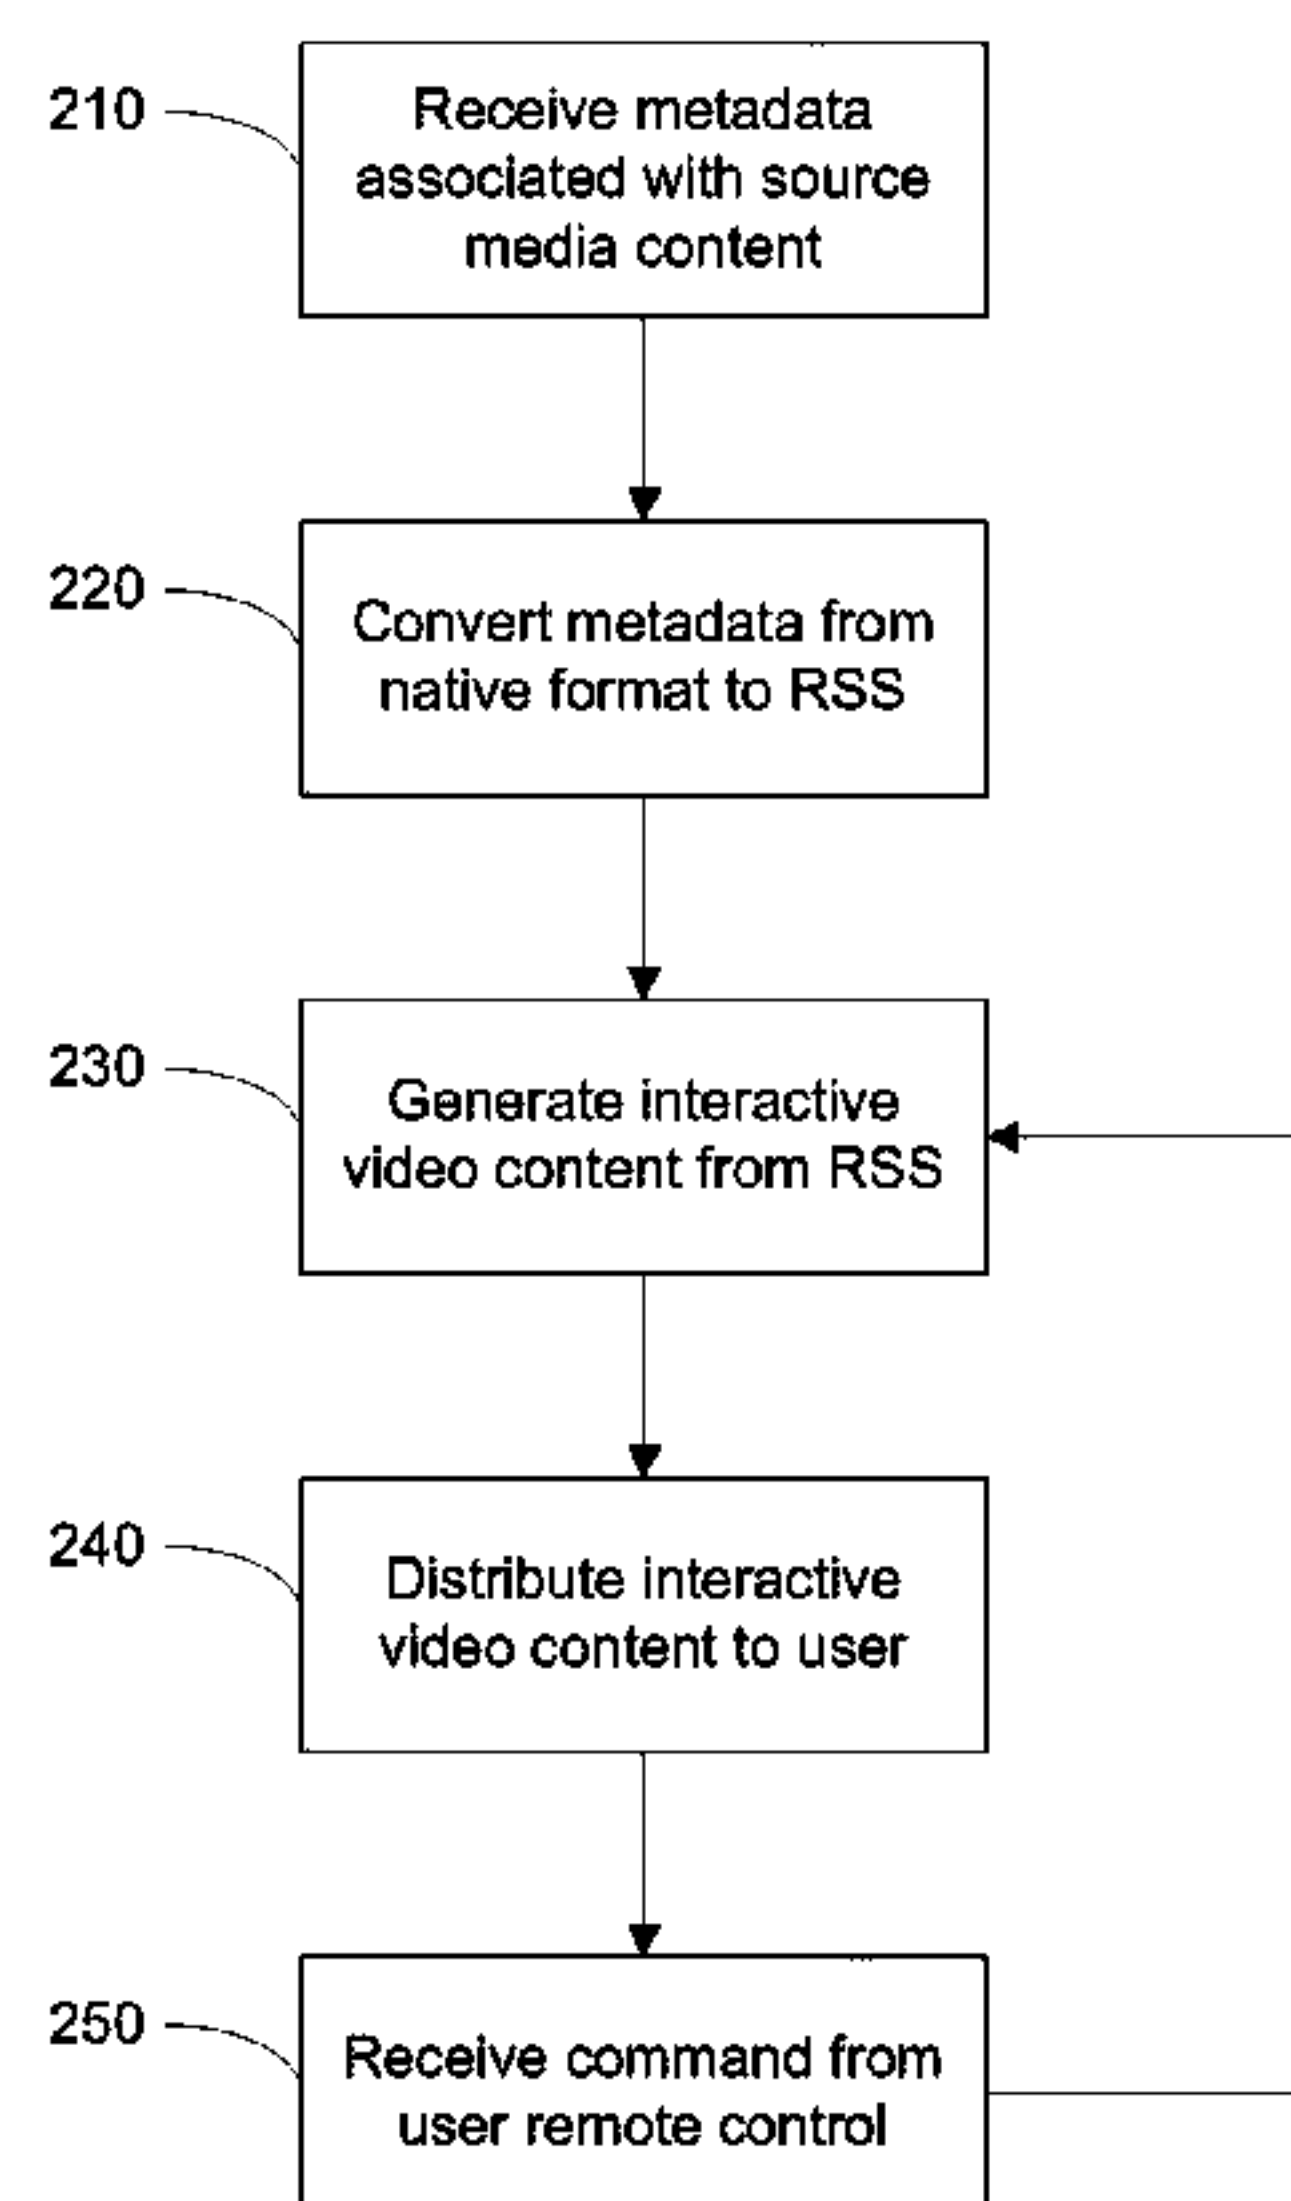 210
Receive metadata
associated with source
media content
220
Convert metadata from
native format to RSS
230
Generate interactive
video content from RSS
240
Distribute interactive
video content to user
250
Receive command from
user remote control